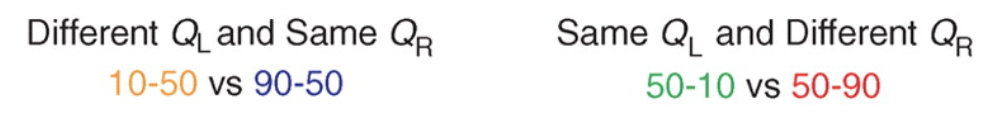 Different QL and Same QR
10-50 vs 90-50
Same QL and Different QR
50-10 vs 50-90